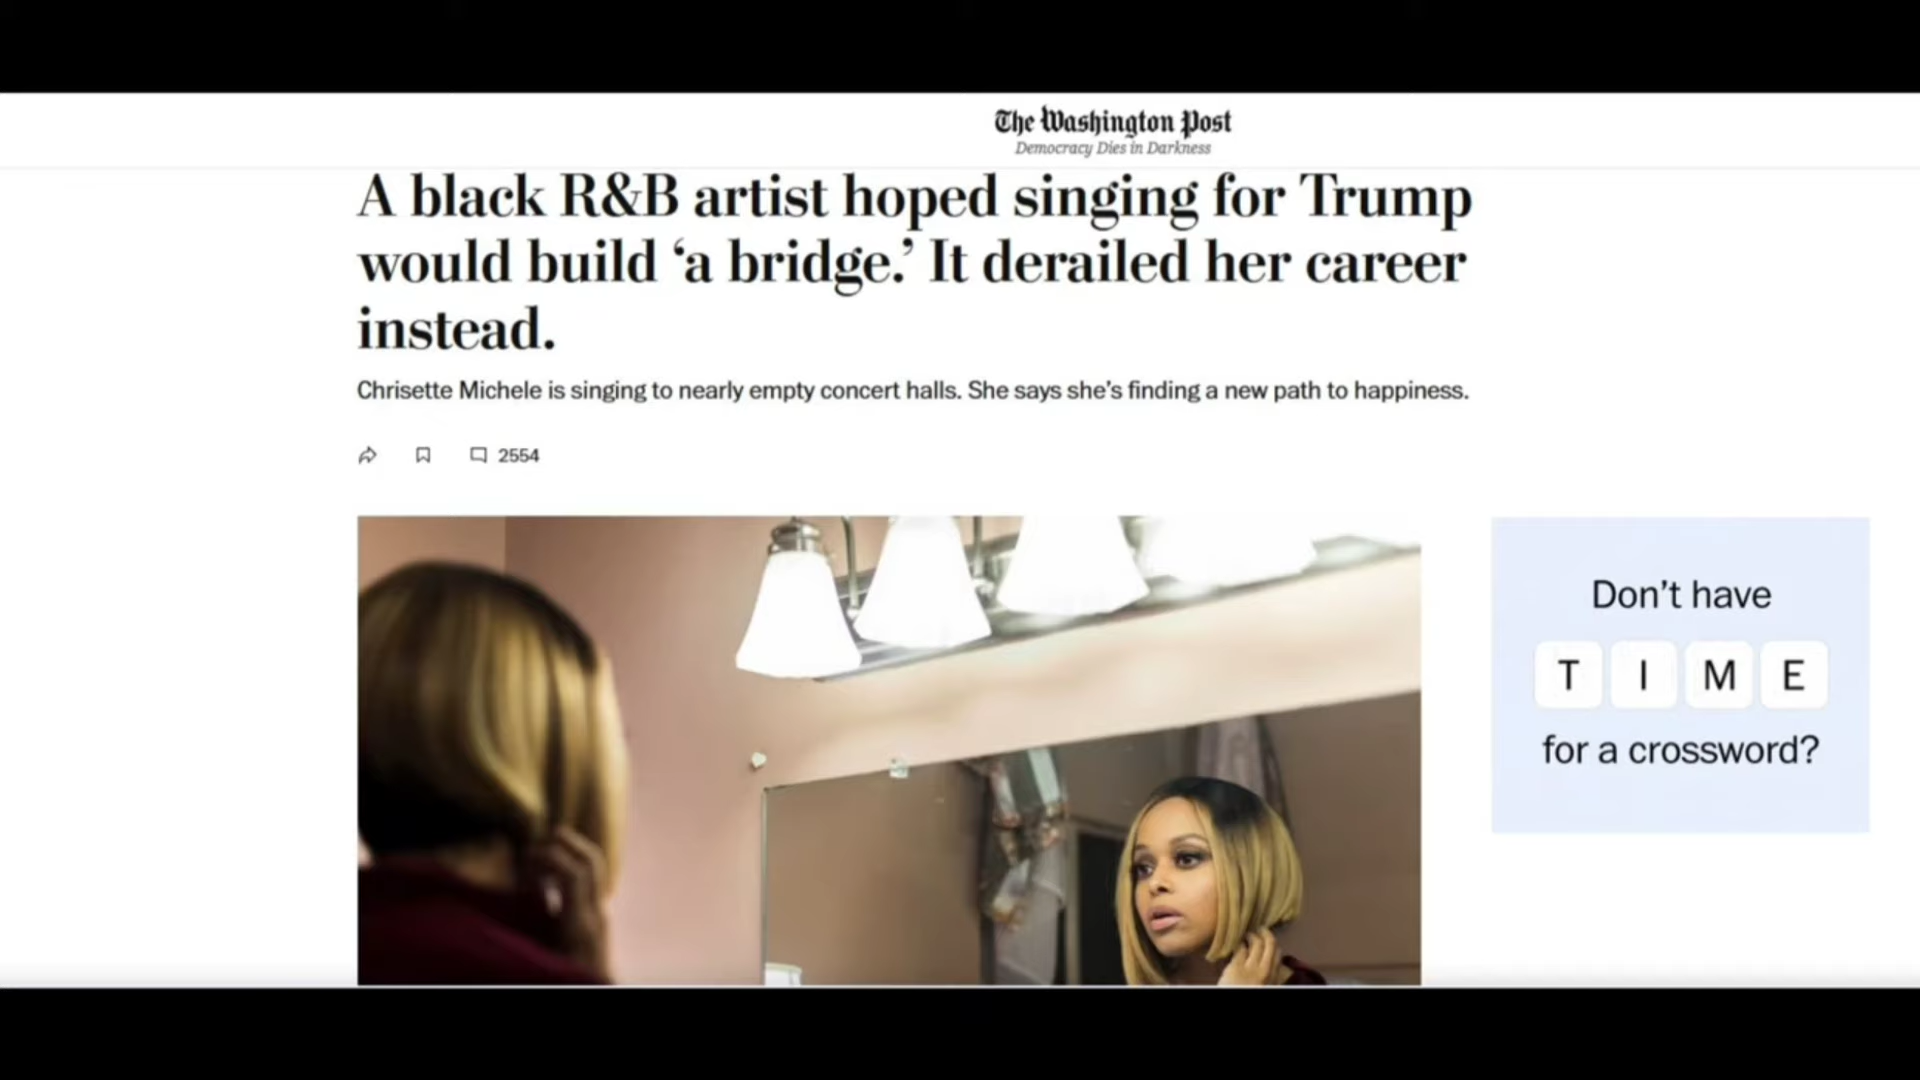 The Washington Post
Democracy Dies in Darkness
A black R&B artist hoped singing for Trump
would build ‘a bridge.’ It derailed her career
instead.
Chrisette Michele is singing to nearly empty concert halls. She says she’s finding a new path to happiness.
2554
Don’t have
TIME
for a crossword?